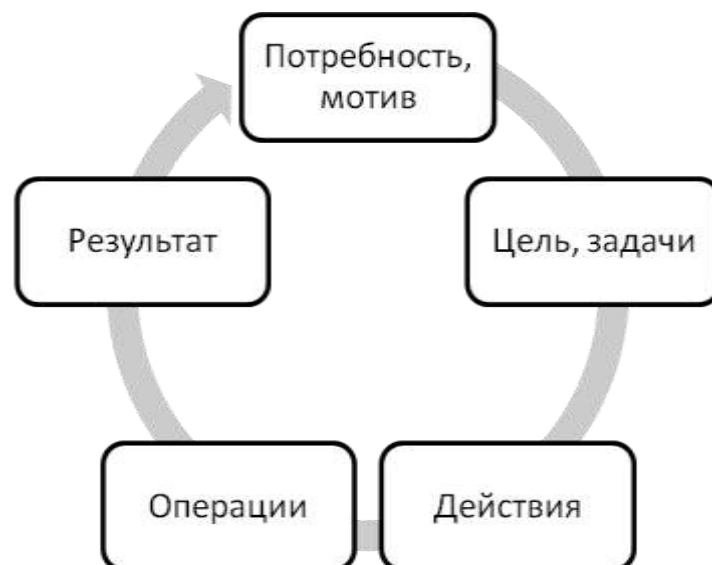 Потребность,
мотив
Цель, задачи
Действия
Операции
Результат